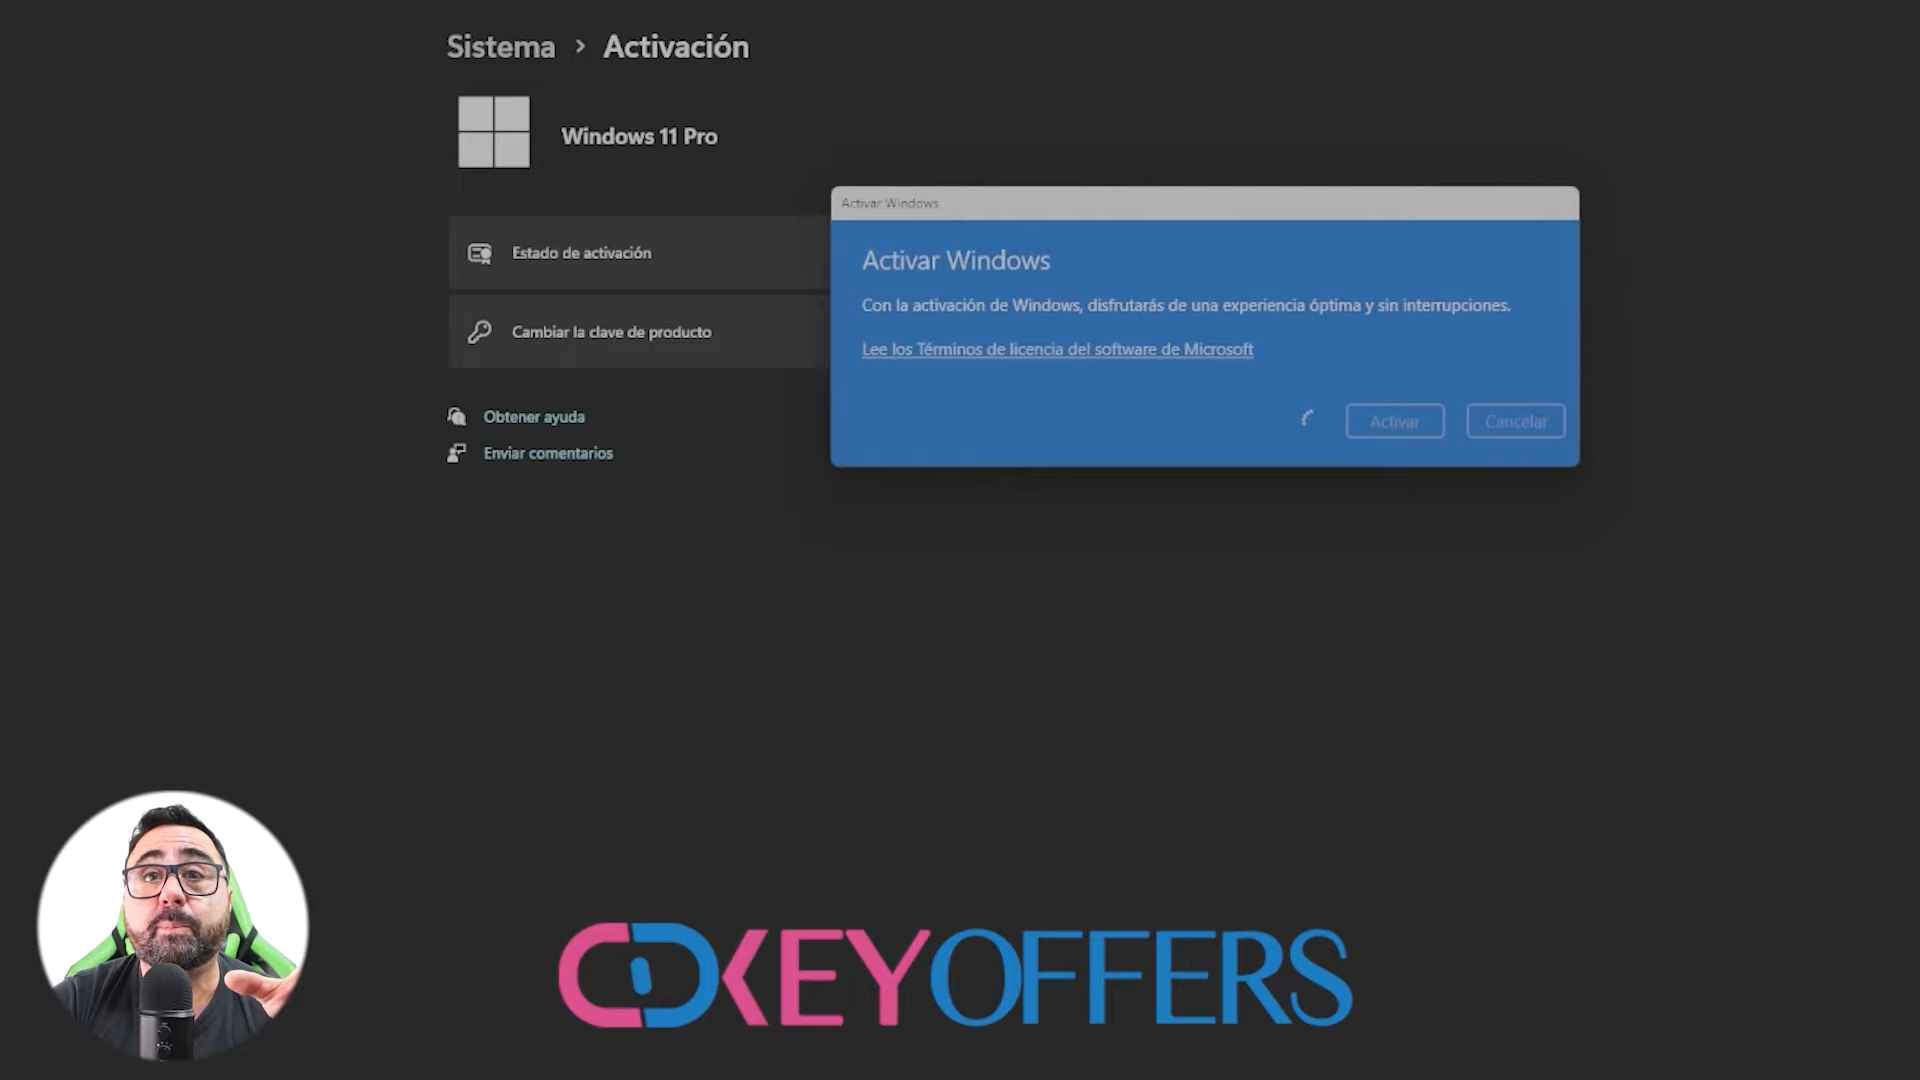 Sistema > Activación
Windows 11 Pro
Activar Windows
Estado de activación
Activar Windows
Con la activación de Windows, disfrutarás de una experiencia óptima y sin interrupciones.
Cambiar la clave de producto
Lee los Términos de licencia del software de Microsoft
Activar
Cancelar
Obtener ayuda
Enviar comentarios
CDKEYOFFERS